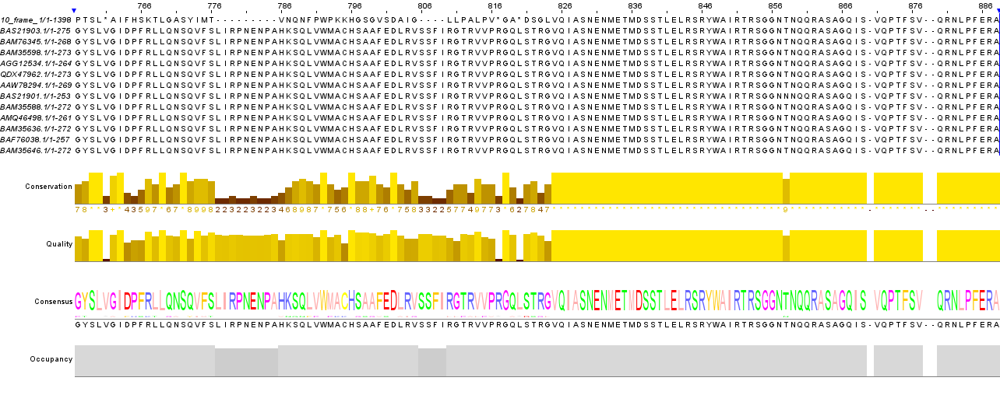 766 776 786 796 806 816 826 836 846 856 866 876 886
10_frame_1/1-1398 PTSL*AIFHSKTLGASYIMT---------VNQNFPWPKKHGSGVSDAIG----LLPALPV*GA*DSGLVQIASNENMETMDSSTLELRSRYWAIRTRSGGNTNQQRASAGQIS-VQPTFSV--QRNLPFERA
BAS21903.1/1-275 GYSLVGIDPFRLLQNSQVFSLIRPNENPAHKSQLVWMACHSAAFEDLRVSSFIRGTRVVPRGQLSTRGVQIASNENMETMDSSTLELRSRYWAIRTRSGGNTNQQRASAGQIS-VQPTFSV--QRNLPFERA
BAM76345.1/1-268 GYSLVGIDPFRLLQNSQVFSLIRPNENPAHKSQLVWMACHSAAFEDLRVSSFIRGTRVVPRGQLSTRGVQIASNENMETMDSSTLELRSRYWAIRTRSGGNTNQQRASAGQIS-VQPTFSV--QRNLPFERA
BAM35598.1/1-273 GYSLVGIDPFRLLQNSQVFSLIRPNENPAHKSQLVWMACHSAAFEDLRVSSFIRGTRVVPRGQLSTRGVQIASNENMETMDSSTLELRSRYWAIRTRSGGNTNQQRASAGQIS-VQPTFSV--QRNLPFERA
AGG12534.1/1-264 GYSLVGIDPFRLLQNSQVFSLIRPNENPAHKSQLVWMACHSAAFEDLRVSSFIRGTRVVPRGQLSTRGVQIASNENMETMDSSTLELRSRYWAIRTRSGGNTNQQRASAGQIS-VQPTFSV--QRNLPFERA
QDX47962.1/1-273 GYSLVGIDPFRLLQNSQVFSLIRPNENPAHKSQLVWMACHSAAFEDLRVSSFIRGTRVVPRGQLSTRGVQIASNENMETMDSSTLELRSRYWAIRTRSGGNTNQQRASAGQIS-VQPTFSV--QRNLPFERA
AAW78294.1/1-269 GYSLVGIDPFRLLQNSQVFSLIRPNENPAHKSQLVWMACHSAAFEDLRVSSFIRGTRVVPRGQLSTRGVQIASNENMETMDSSTLELRSRYWAIRTRSGGNTNQQRASAGQIS-VQPTFSV--QRNLPFERA
BAS21901.1/1-253 GYSLVGIDPFRLLQNSQVFSLIRPNENPAHKSQLVWMACHSAAFEDLRVSSFIRGTRVVPRGQLSTRGVQIASNENMETMDSSTLELRSRYWAIRTRSGGNNNQQRASAGQIS-VQPTFSV--QRNLPFERA
BAM35588.1/1-272 GYSLVGIDPFRLLQNSQVFSLIRPNENPAHKSQLVWMACHSAAFEDLRVSSFIRGTRVVPRGQLSTRGVQIASNENMETMDSSTLELRSRYWAIRTRSGGNTNQQRASAGQIS-VQPTFSV--QRNLPFERA
AMQ46498.1/1-261 GYSLVGIDPFRLLQNSQVFSLIRPNENPAHKSQLVWMACHSAAFEDLRVSSFIRGTRVVPRGQLSTRGVQIASNENMETMDSSTLELRSRYWAIRTRSGGNTNQQRASAGQIS-VQPTFSV--QRNLPFERA
BAM35636.1/1-272 GYSLVGIDPFRLLQNSQVFSLIRPNENPAHKSQLVWMACHSAAFEDLRVSSFIRGTRVVPRGQLSTRGVQIASNENMETMDSSTLELRSRYWAIRTRSGGNTNQQRASAGQIS-VQPTFSV--QRNLPFERA
BAF76038.1/1-257 GYSLVGIDPFRLLQNSQVFSLIRPNENPAHKSQLVWMACHSAAFEDLRVSSFIRGTRVVPRGQLSTRGVQIASNENMETMDSSTLELRSRYWAIRTRSGGNTNQQRASAGQIS-VQPTFSV--QRNLPFERA
BAM35646.1/1-272 GYSLVGIDPFRLLQNSQVFSLIRPNENPAHKSQLVWMACHSAAFEDLRVSSFIRGTRVVPRGQLSTRGVQIASNENMETMDSSTLELRSRYWAIRTRSGGNTNQQRASAGQIS-VQPTFSV--QRNLPFERA
Conservation
78**3+*43597*67*899822322322346898​7*756*88+76*758332257749773*627847*********************************9***********-*******--*********
Quality
Consensus GYSLVGIDPFRLLQNSQVFSLIRPNENPAHKSQLVWMACHSAAFEDLRVSSFIRGTRVVPRGQLSTRGVQIASNENMETMDSSTLELRSRYWAIRTRSGGNTNQQRASAGQIS VQPTFSV QRNLPFERA
GYSLVGIDPFRLLQNSQVFSLIRPNENPAHKSQLVWMACHSAAFEDLRVSSFIRGTRVVPRGQLSTRGVQIASNENMETMDSSTLELRSRYWAIRTRSGGNTNQQRASAGQIS-VQPTFSV--QRNLPFERA
Occupancy